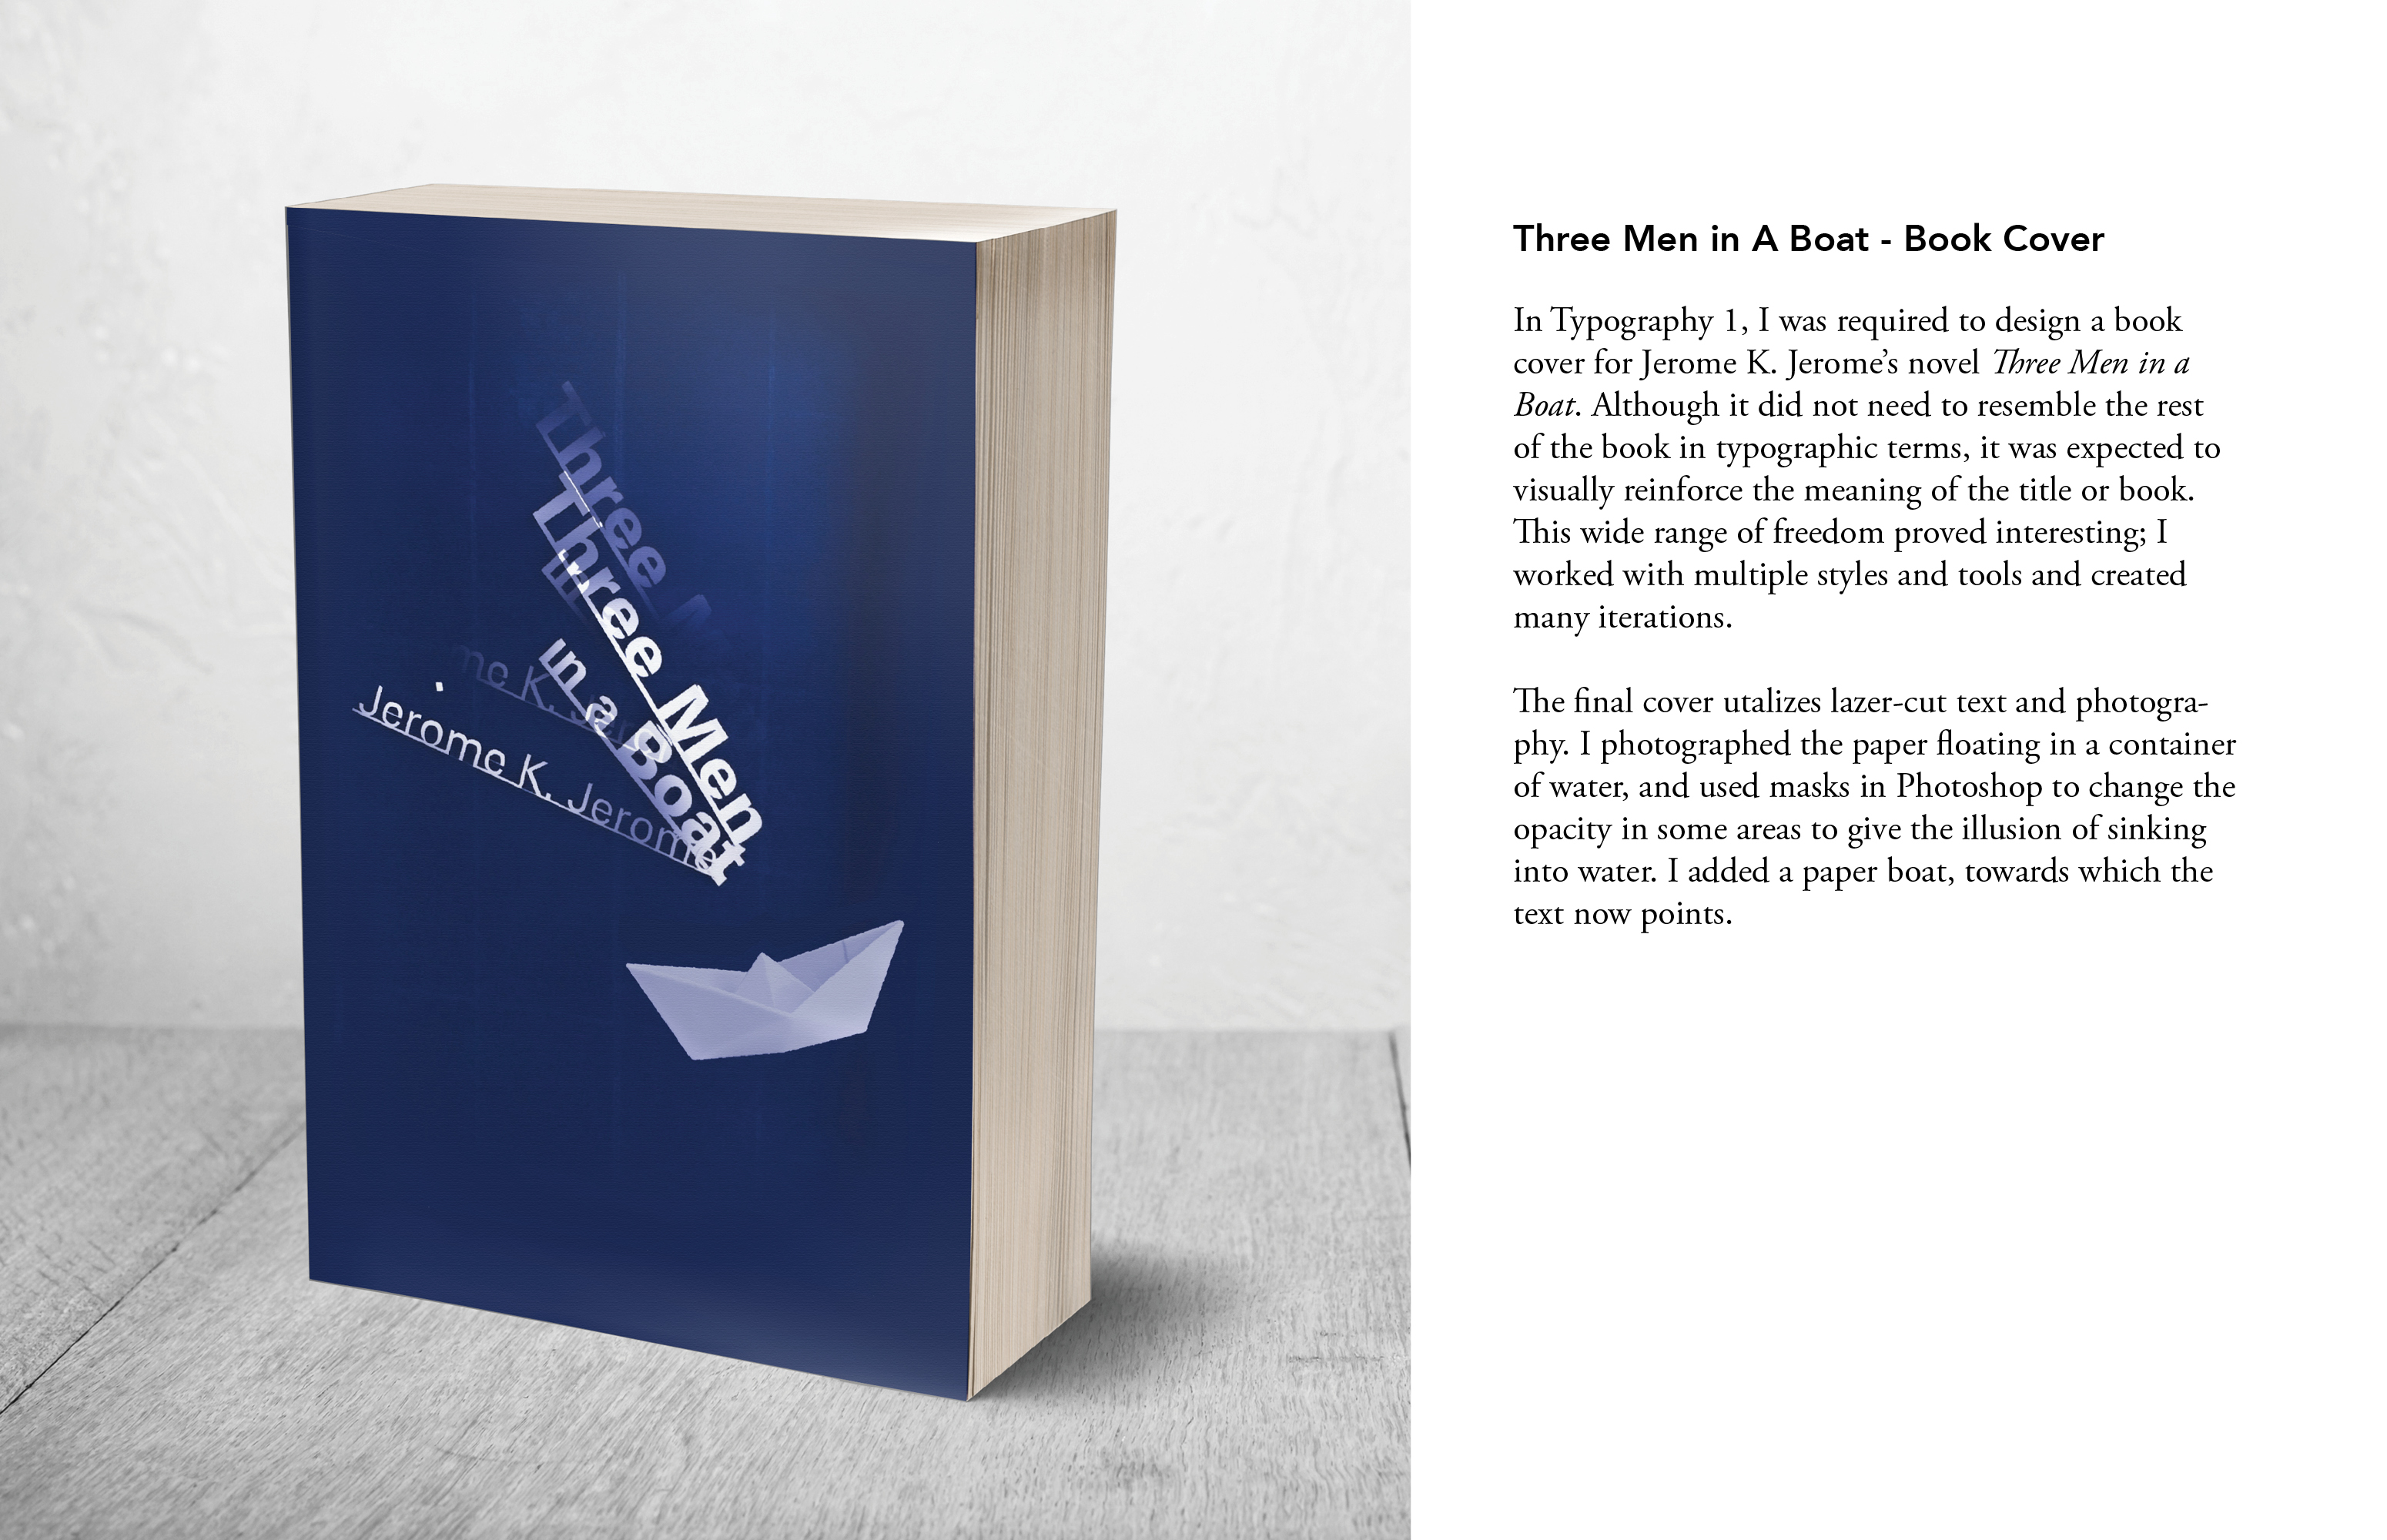 Three M
Three Men
in a Boat
me K. Jero
Jerome K. Jerome
Three Men in A Boat - Book Cover
In Typography 1, I was required to design a book
cover for Jerome K. Jerome’s novel Three Men in a
Boat. Although it did not need to resemble the rest
of the book in typographic terms, it was expected to
visually reinforce the meaning of the title or book.
This wide range of freedom proved interesting; I
worked with multiple styles and tools and created
many iterations.
The final cover utalizes lazer-cut text and photogra-
phy. I photographed the paper floating in a container
of water, and used masks in Photoshop to change the
opacity in some areas to give the illusion of sinking
into water. I added a paper boat, towards which the
text now points.